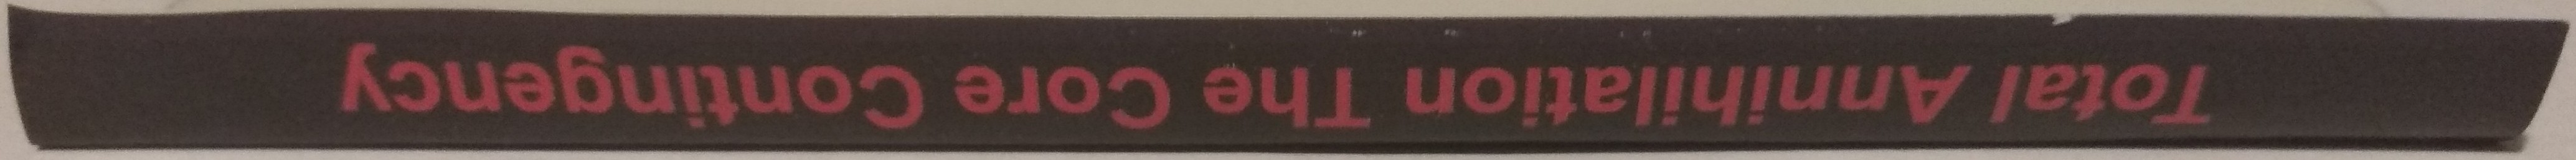 Total Annihilation The Core Contingency